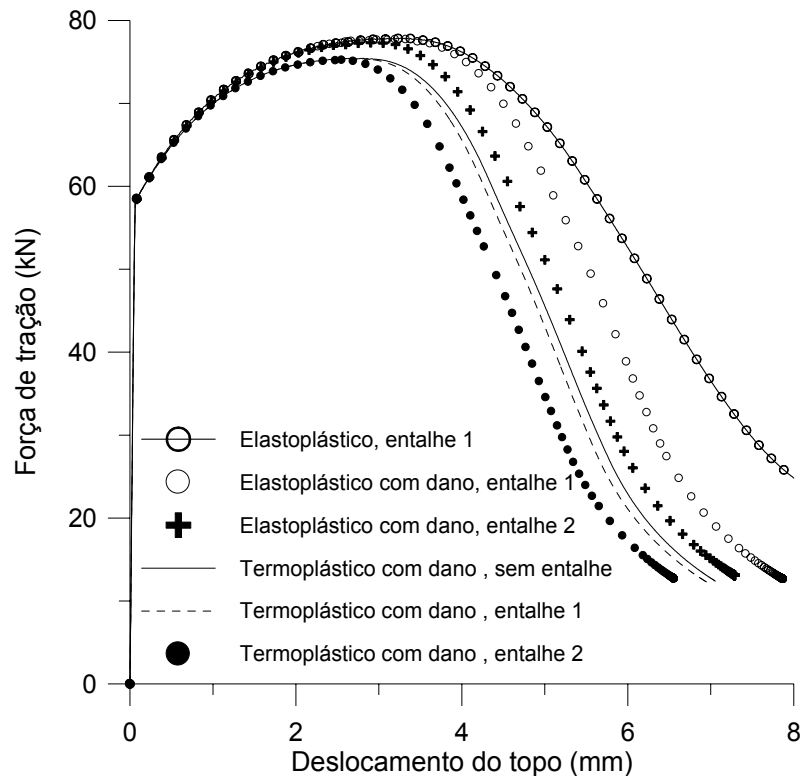 80
60
40
20
0
Força de tração (kN)
Elastoplástico, entalhe 1
Elastoplástico com dano, entalhe 1
Elastoplástico com dano, entalhe 2
Termoplástico com dano , sem entalhe
Termoplástico com dano , entalhe 1
Termoplástico com dano , entalhe 2
0 2 4 6 8
Deslocamento do topo (mm)